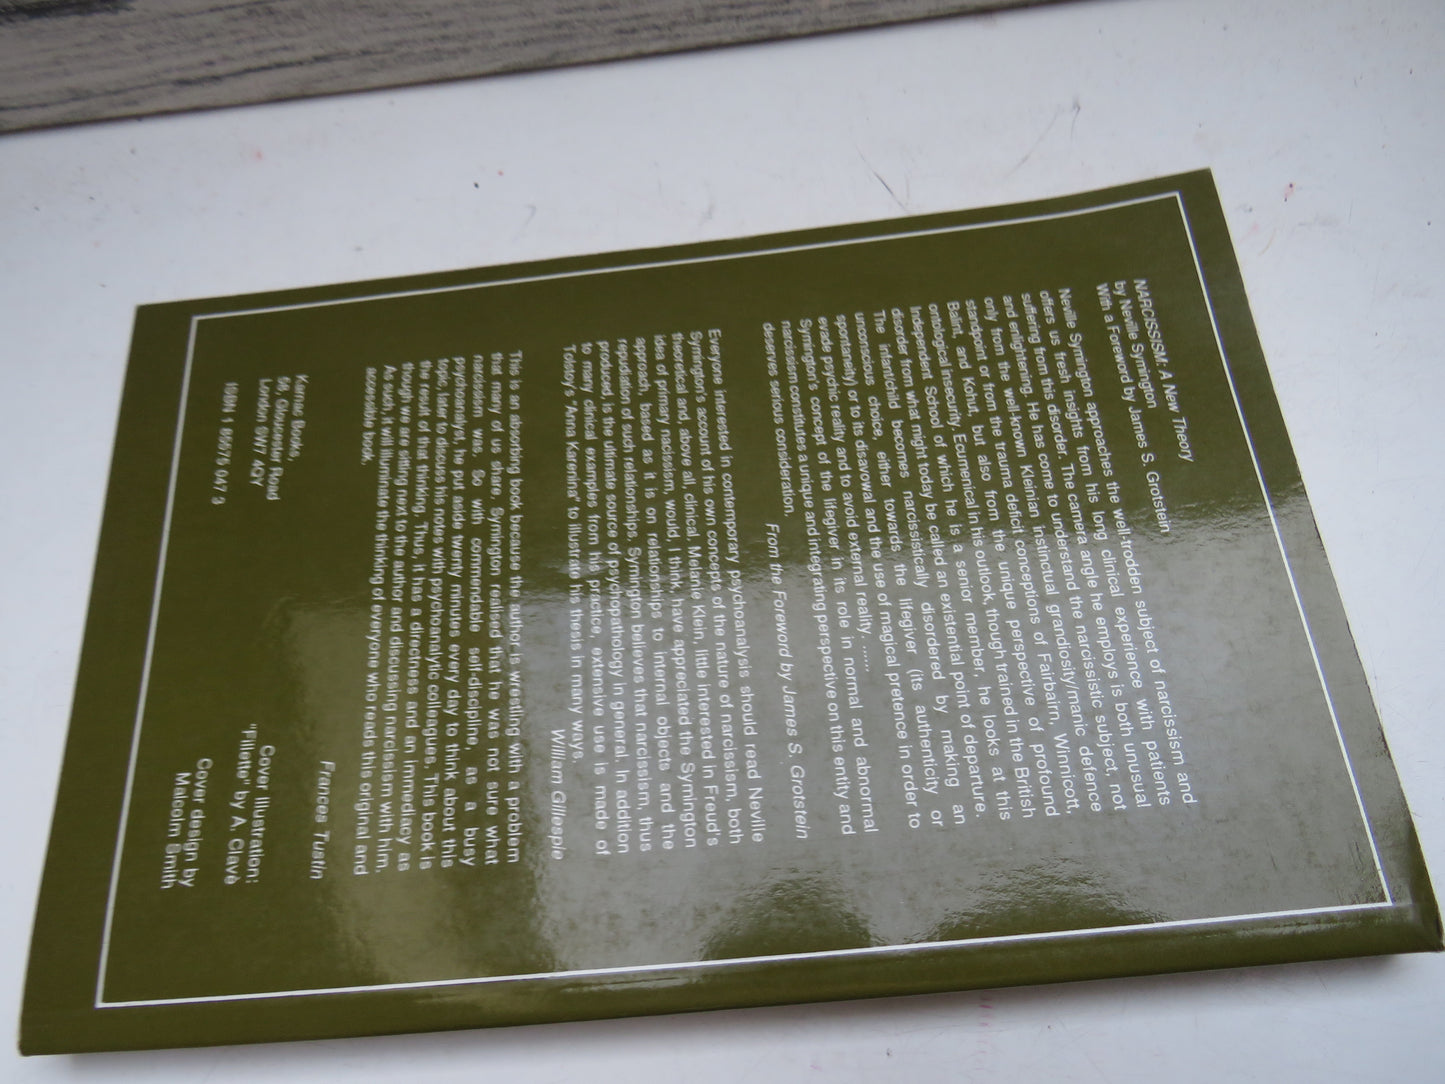 NARCISSISM: A New Theory
by Neville Symington
With a Foreword by James S. Grotstein
Neville Symington approaches the well-trodden subject of narcissism and
offers us fresh insights from his long clinical experience with patients
suffering from this disorder. The camera angle he employs is both unusual
and enlightening. He has come to understand the narcissistic subject, not
only from the well-known Kleinian instinctual grandiosity/manic defence
standpoint or from the trauma deficit conceptions of Fairbairn, Winnicott,
Balint, and Kohut, but also from the unique perspective of profound
ontological insecurity. Ecumenical in his outlook, though trained in the British
Independent School of which he is a senior member, he looks at this
disorder from what might today be called an existential point of departure.
The infant/child becomes narcissistically disordered by making an
unconscious choice, either towards the lifegiver (its authenticity or
spontaneity) or to its disavowal and the use of magical pretence in order to
evade psychic reality and to avoid external reality. ......
Symington's concept of the lifegiver in its role in normal and abnormal
narcissism constitutes a unique and integrating perspective on this entity and
deserves serious consideration.
From the Foreword by James S. Grotstein
Everyone interested in contemporary psychoanalysis should read Neville
Symington's account of his own concepts of the nature of narcissism, both
theoretical and, above all, clinical. Melanie Klein, little interested in Freud's
idea of primary narcissism, would, I think, have appreciated the Symington
approach, based as it is on relationships to internal objects and the
repudiation of such relationships. Symington believes that narcissism, thus
produced, is the ultimate source of psychopathology in general. In addition
to many clinical examples from his practice, extensive use is made of
Tolstoy's "Anna Karenina" to illustrate his thesis in many ways.
William Gillespie
This is an absorbing book because the author is wrestling with a problem
that many of us share. Symington realised that he was not sure what
narcissism was. So with commendable self-discipline, as a busy
psychoanalyst, he put aside twenty minutes every day to think about this
topic, later to discuss his notes with psychoanalytic colleagues. This book is
the result of that thinking. Thus, it has a directness and an immediacy as
though we are sitting next to the author and discussing narcissism with him.
As such, it will illuminate the thinking of everyone who reads this original and
accessible book.
Frances Tustin
Karnac Books,
58, Gloucester Road
London SW7 4QY
ISBN 1 85575 047 3
Cover illustration:
"Fillette" by A. Clavé
Cover design by
Malcolm Smith